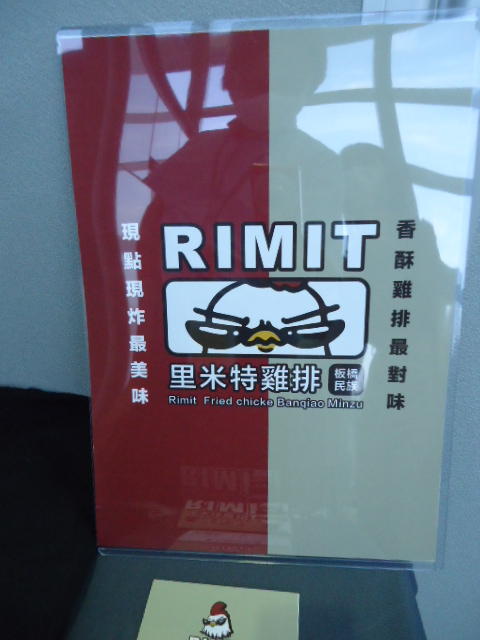 現點現炸最美味
香酥雞排最對味
RIMIT
里米特雞排
板橋
民族
Rimit Fried chicke Banqiao Minzu